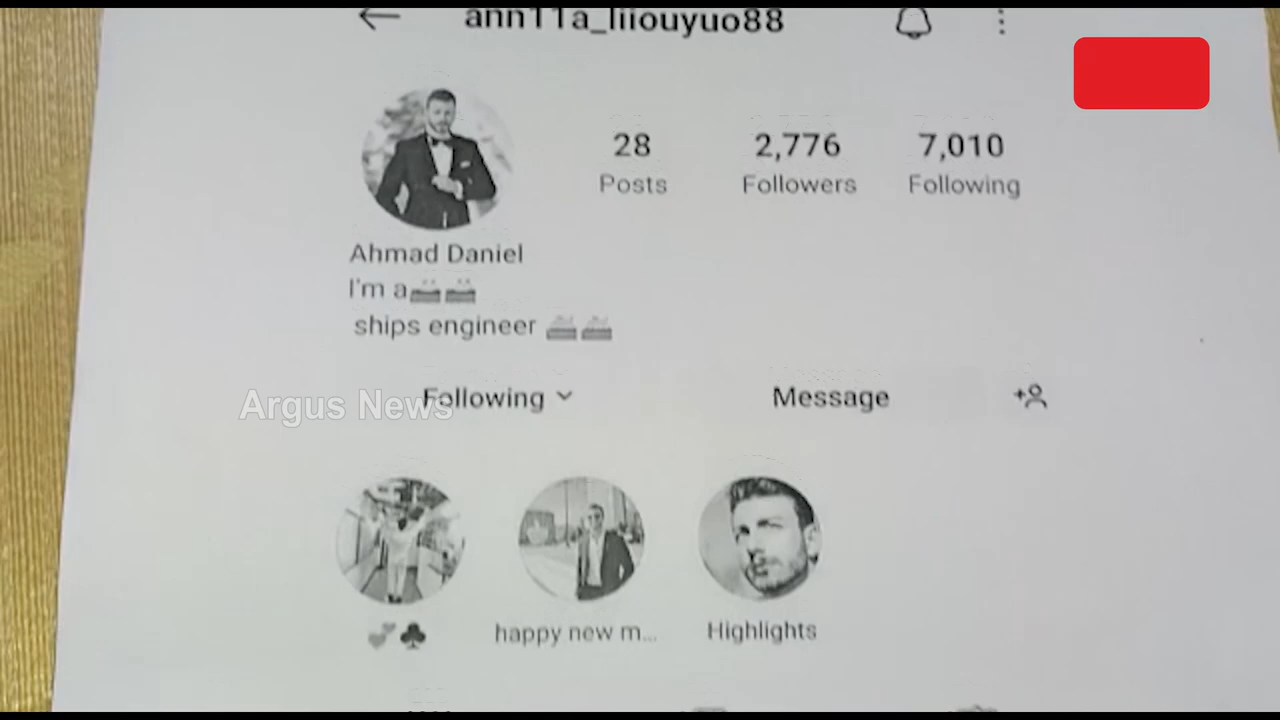 ann11a_liiouyuo88
28 2,776 7,010
Posts Followers Following
Ahmad Daniel
I'm a
ships engineer
Following Message
Argus News
happy new m... Highlights